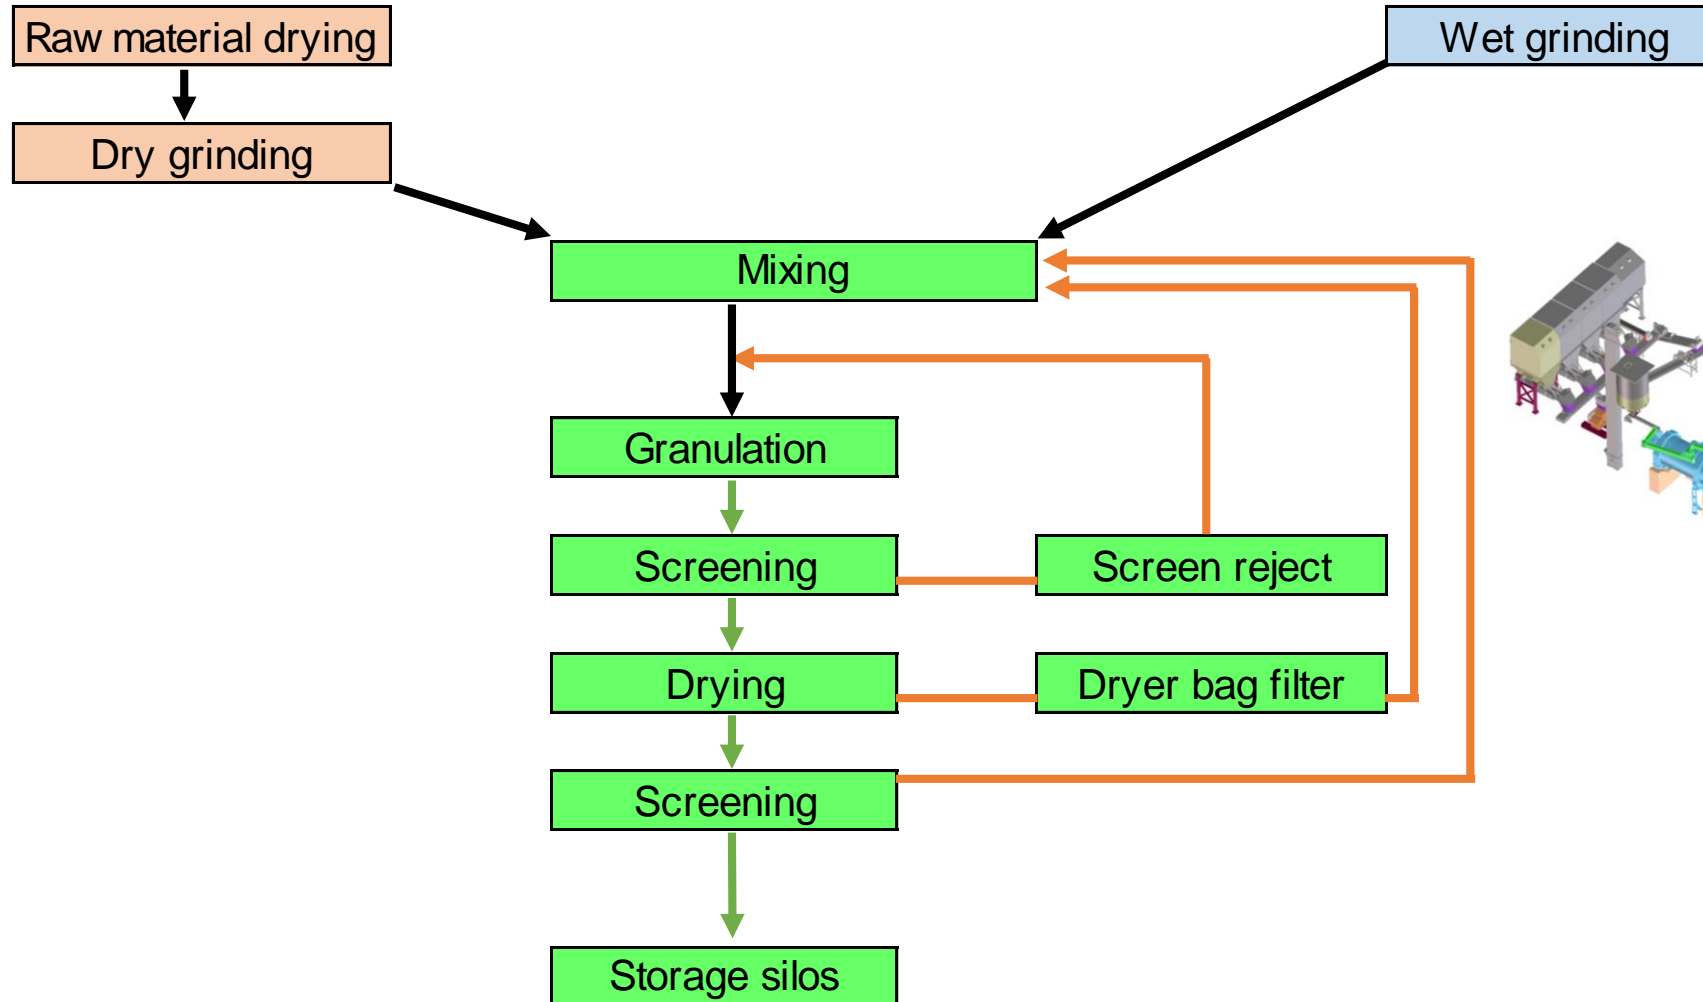 Raw material drying
Wet grinding
Dry grinding
Mixing
Granulation
Screening
Screen reject
Drying
Dryer bag filter
Screening
Storage silos